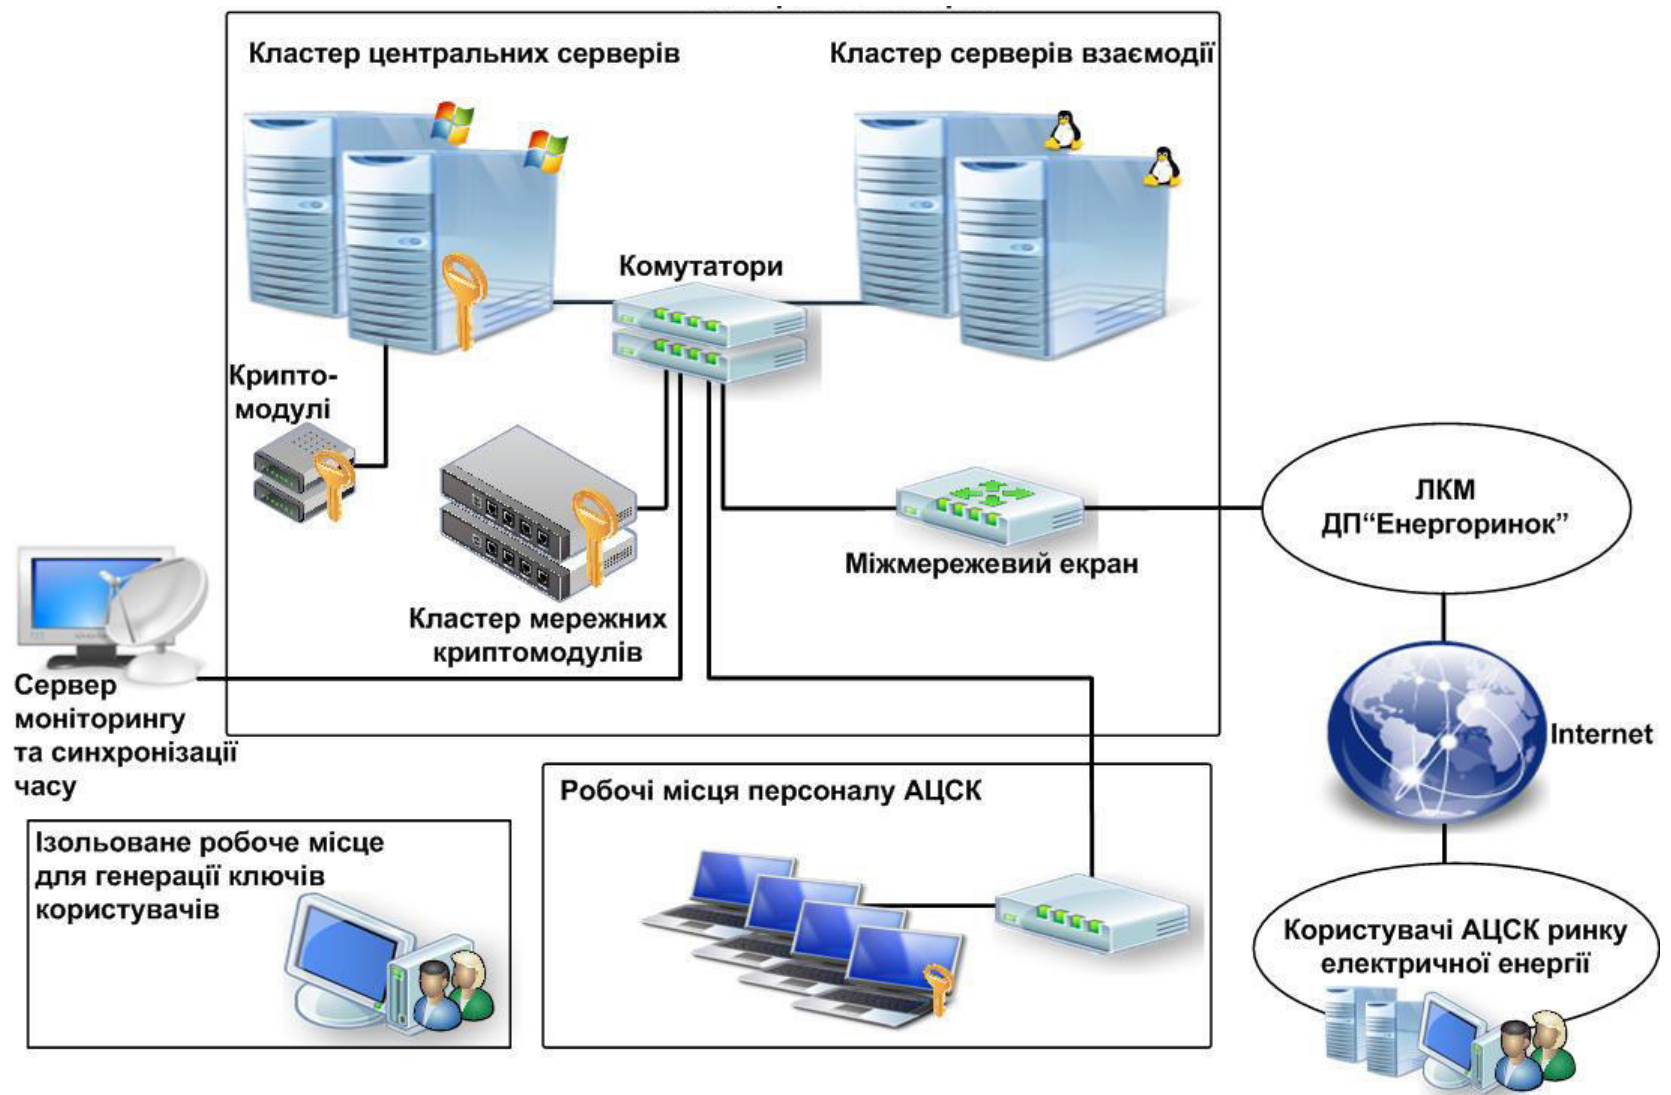 Кластер центральних серверів
Кластер серверів взаємодії
Комутатори
Крипто-
модулі
Кластер мережних
криптомодулів
Міжмережевий екран
ЛКМ
ДП“Енергоринок”
Internet
Сервер
моніторингу
та синхронізації
часу
Робочі місця персоналу АЦСК
Ізольоване робоче місце
для генерації ключів
користувачів
Користувачі АЦСК ринку
електричної енергії